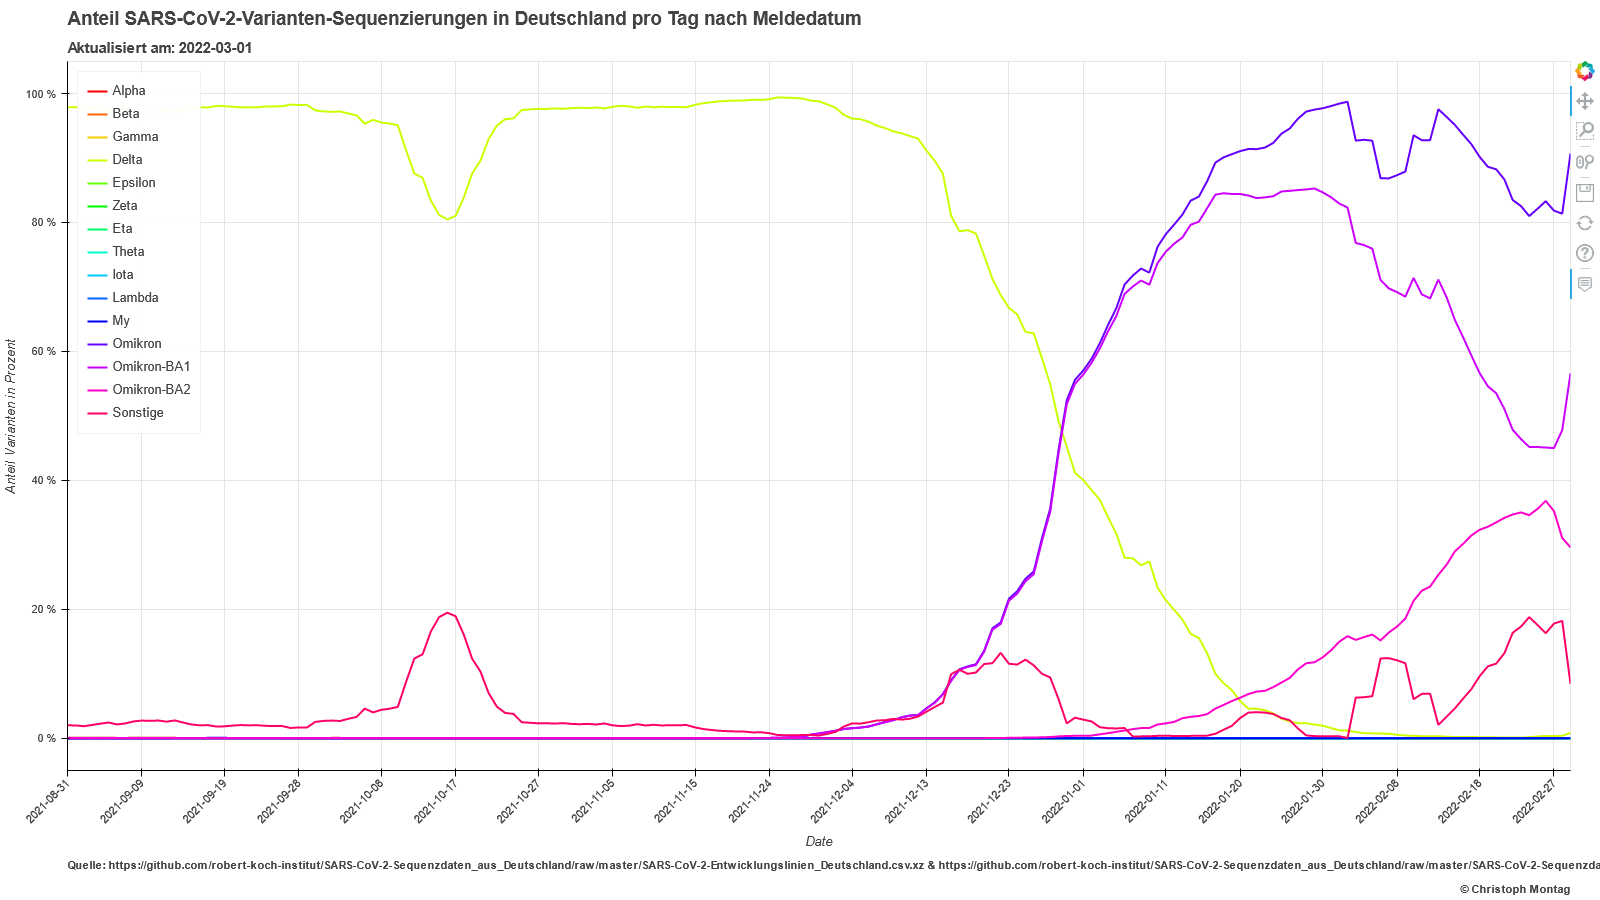 Anteil SARS-CoV-2-Varianten-Sequenzierungen in Deutschland pro Tag nach Meldedatum
Aktualisiert am: 2022-03-01
Alpha
Beta
Gamma
Delta
Epsilon
Zeta
Eta
Theta
Iota
Lambda
My
Omikron
Omikron-BA1
Omikron-BA2
Sonstige
100 %
80 %
60 %
40 %
20 %
0 %
Anteil Varianten in Prozent
2021-08-31
2021-09-09
2021-09-19
2021-09-28
2021-10-08
2021-10-17
2021-10-27
2021-11-05
2021-11-15
2021-11-24
2021-12-04
2021-12-13
2021-12-23
2022-01-01
2022-01-11
2022-01-20
2022-01-30
2022-02-08
2022-02-18
2022-02-27
Date
Quelle: https://github.com/robert-koch-institut/SARS-CoV-2-Sequenzdaten_aus_Deutschland/raw/master/SARS-CoV-2-Entwicklungslinien_Deutschland.csv.xz & https://github.com/robert-koch-institut/SARS-CoV-2-Sequenzdaten_aus_Deutschland/raw/master/SARS-CoV-2-Sequenzda
© Christoph Montag